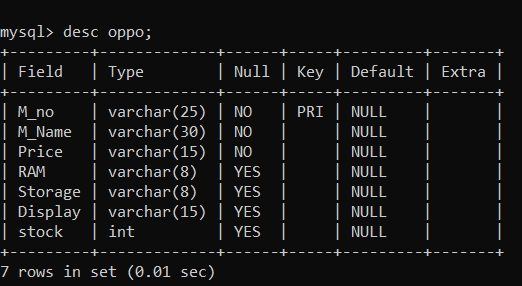 mysql> desc oppo;
+---------+-------------+------+-----+---------+-------+
| Field   | Type        | Null | Key | Default | Extra |
+---------+-------------+------+-----+---------+-------+
| M_no    | varchar(25) | NO   | PRI | NULL    |       |
| M_Name  | varchar(30) | NO   |     | NULL    |       |
| Price   | varchar(15) | NO   |     | NULL    |       |
| RAM     | varchar(8)  | YES  |     | NULL    |       |
| Storage | varchar(8)  | YES  |     | NULL    |       |
| Display | varchar(15) | YES  |     | NULL    |       |
| stock   | int         | YES  |     | NULL    |       |
+---------+-------------+------+-----+---------+-------+
7 rows in set (0.01 sec)